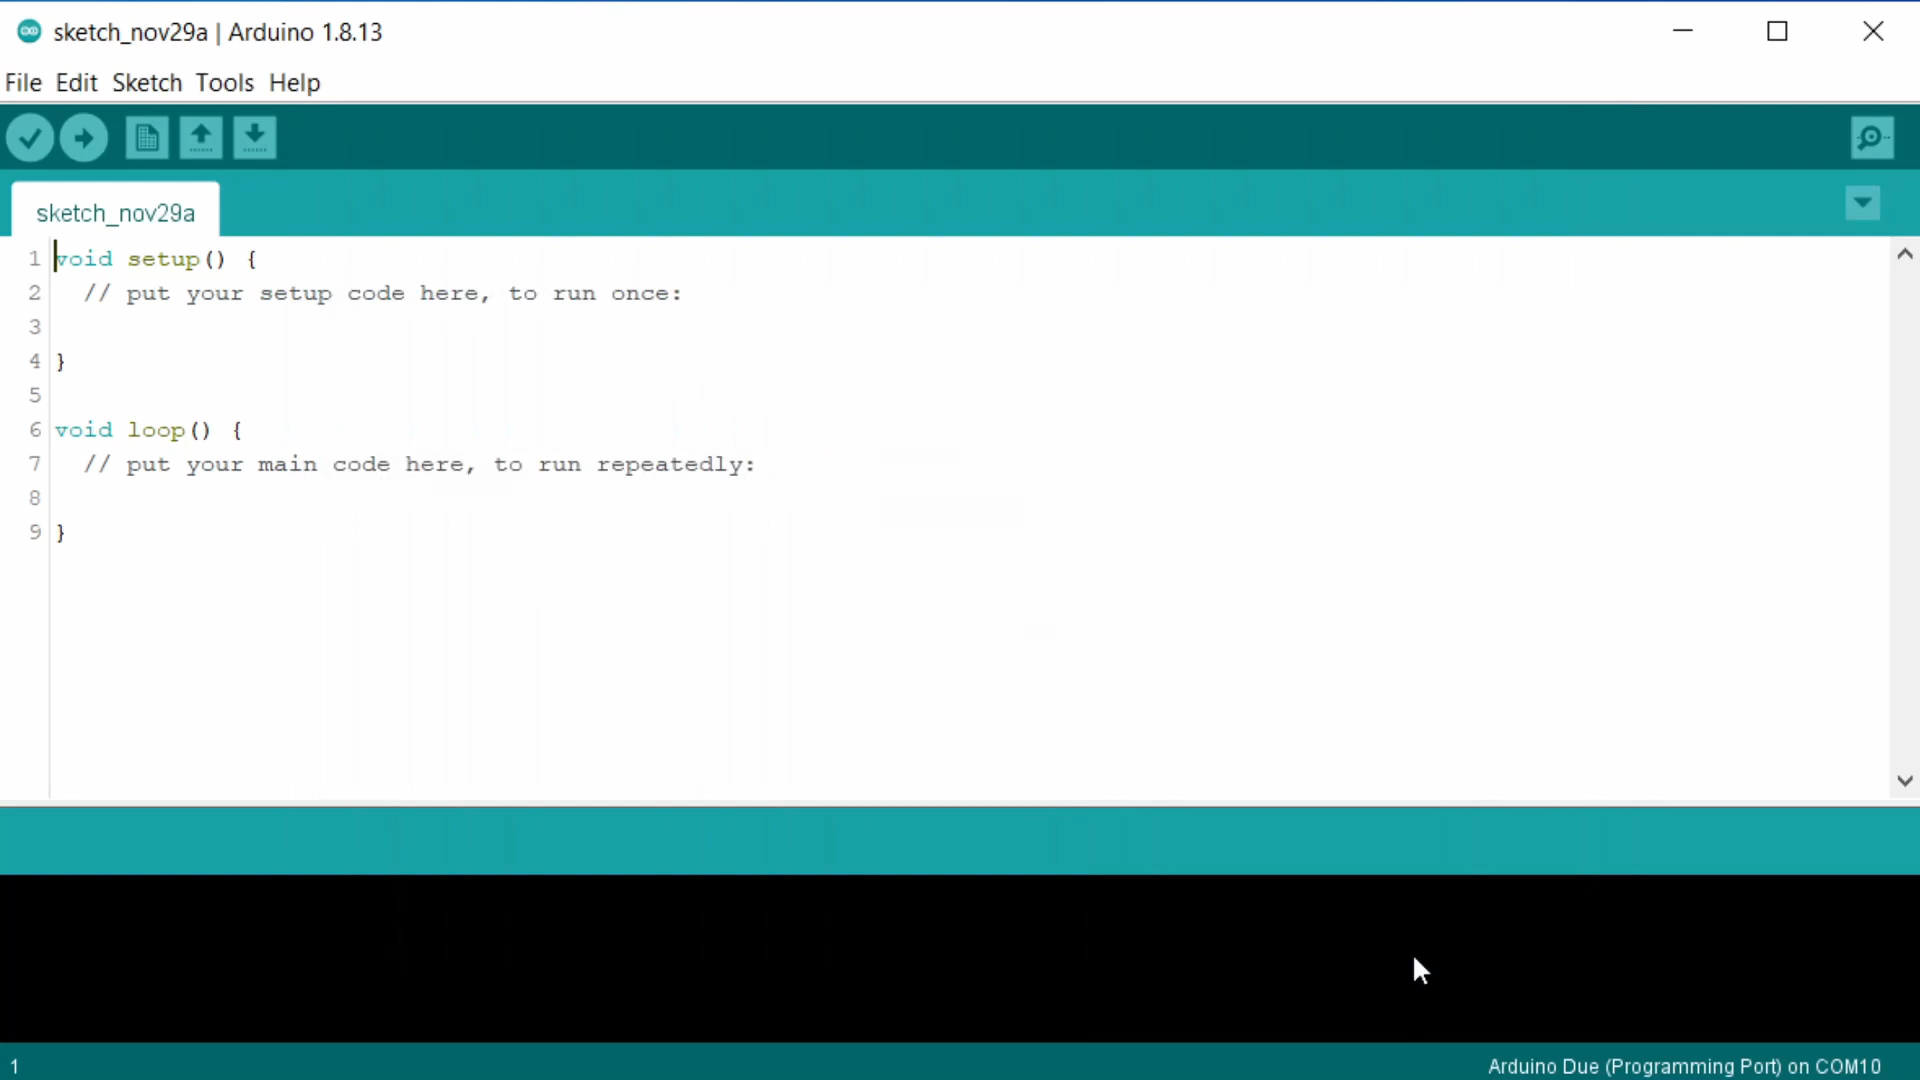 sketch_nov29a | Arduino 1.8.13
File Edit Sketch Tools Help
sketch_nov29a
1 void setup() {
2   // put your setup code here, to run once:
3
4 }
5
6 void loop() {
7   // put your main code here, to run repeatedly:
8
9 }
1
Arduino Due (Programming Port) on COM10